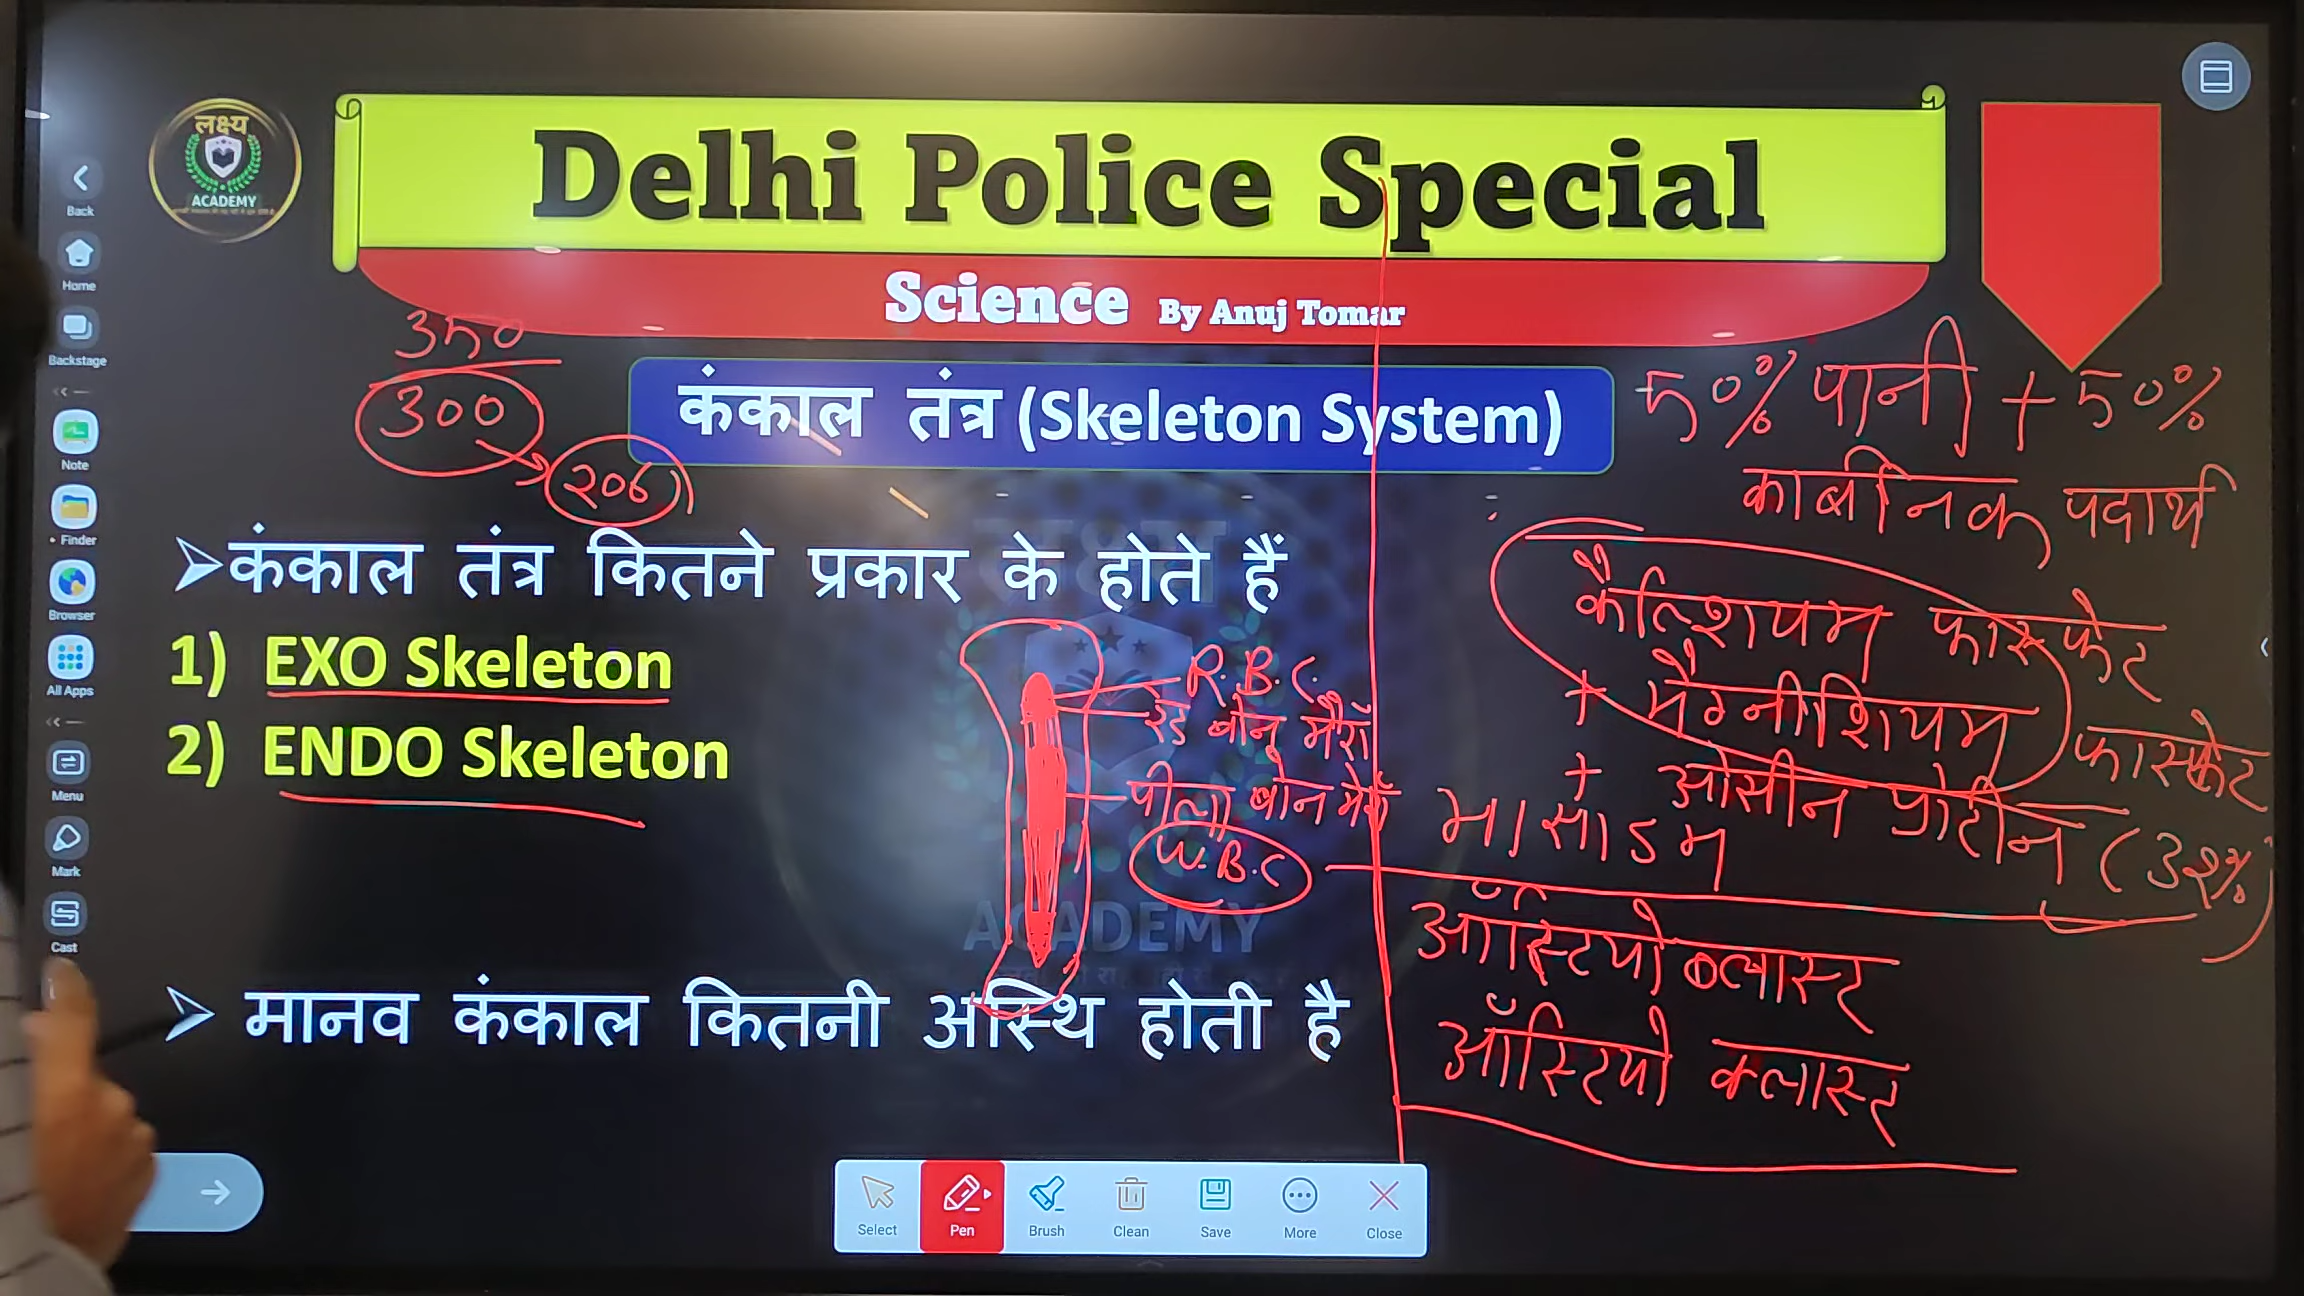 लक्ष्य
ACADEMY
Delhi Police Special
Science By Anuj Tomar
कंकाल तंत्र (Skeleton System)
350
300
206
50% पानी + 50%
कार्बोनिक पदार्थ
➢कंकाल तंत्र कितने प्रकार के होते हैं
1) EXO Skeleton
2) ENDO Skeleton
R.B.C.
रेड बोन मैरो
पीला बोन मैरो
W.B.C
कैल्शियम फास्फेट
+ मैग्नीशियम फास्फेट
+ ओसीन प्रोटीन (32%)
ऑस्टियो ब्लास्ट
ऑस्टियो क्लास्ट
ACADEMY
➢ मानव कंकाल कितनी अस्थि होती है
Back
Home
Backstage
Note
Finder
Browser
All Apps
Menu
Mark
Cast
Select Pen Brush Clean Save More Close